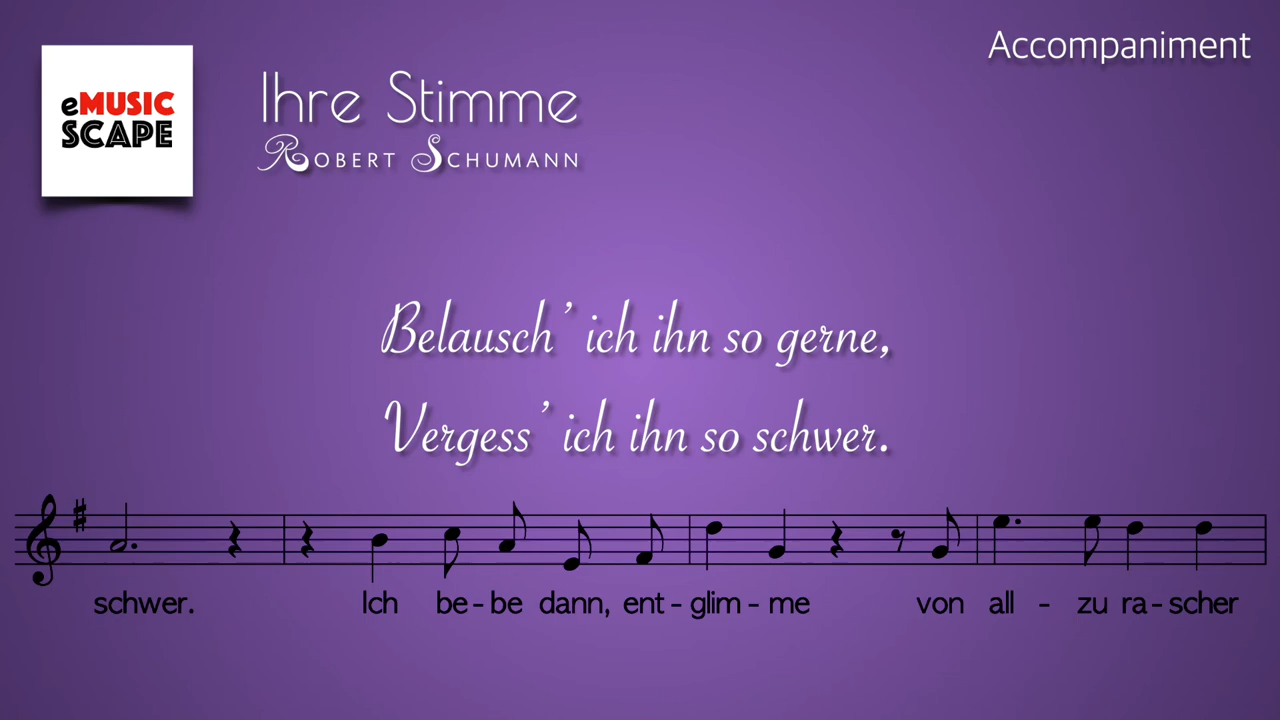 Accompaniment
eMUSIC
SCAPE
Ihre Stimme
ROBERT SCHUMANN
Belausch’ ich ihn so gerne,
Vergess’ ich ihn so schwer.
schwer. Ich be - be dann, ent - glim - me von all - zu ra - scher